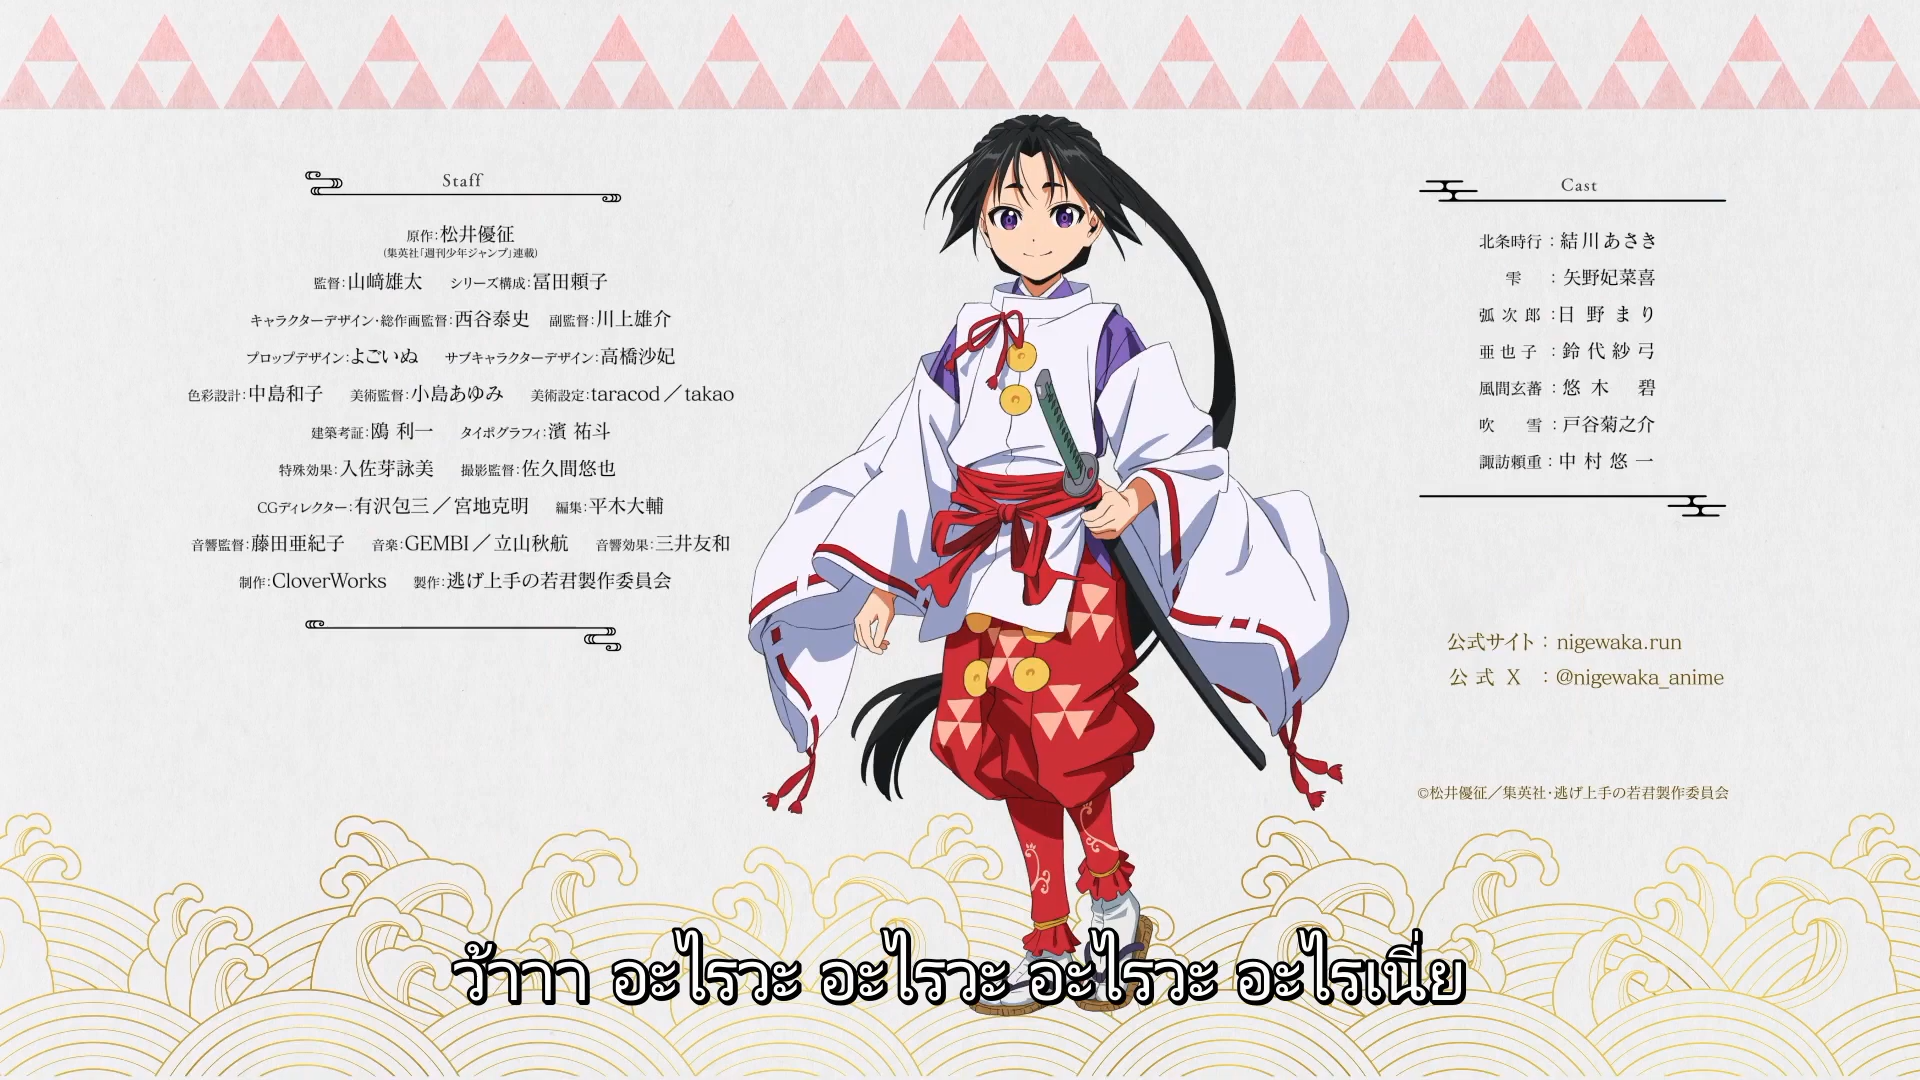 Staff
原作:松井優征
(集英社「週刊少年ジャンプ」連載)
監督:山﨑雄太 シリーズ構成:冨田頼子
キャラクターデザイン・総作画監督:西谷泰史 副監督:川上雄介
プロップデザイン:よごいぬ サブキャラクターデザイン:高橋沙妃
色彩設計:中島和子 美術監督:小島あゆみ 美術設定:taracod／takao
建築考証:鴎 利一 タイポグラフィ:濱 祐斗
特殊効果:入佐芽詠美 撮影監督:佐久間悠也
CGディレクター:有沢包三／宮地克明 編集:平木大輔
音響監督:藤田亜紀子 音楽:GEMBI／立山秋航 音響効果:三井友和
制作:CloverWorks 製作:逃げ上手の若君製作委員会
Cast
北条時行:結川あさき
雫:矢野妃菜喜
弧次郎:日野まり
亜也子:鈴代紗弓
風間玄蕃:悠木 碧
吹雪:戸谷菊之介
諏訪頼重:中村悠一
公式サイト:nigewaka.run
公式X:@nigewaka_anime
©松井優征／集英社・逃げ上手の若君製作委員会
ว้าาา อะไรวะ อะไรวะ อะไรวะ อะไรเนี่ย